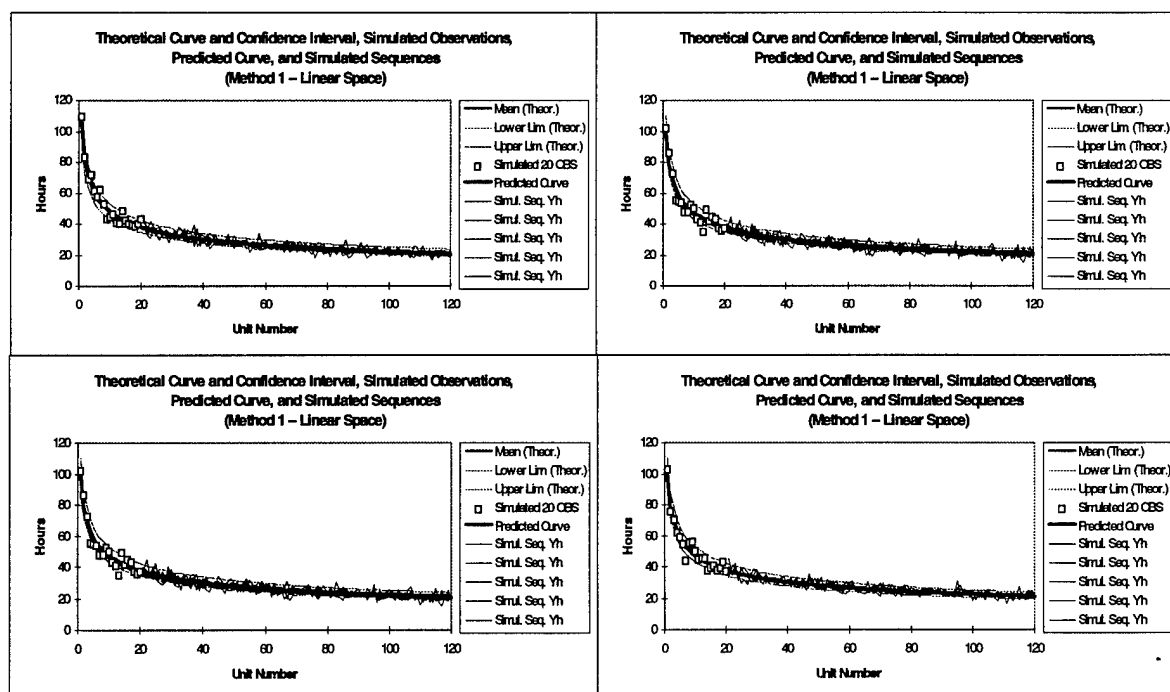 Theoretical Curve and Confidence Interval, Simulated Observations,
Predicted Curve, and Simulated Sequences
(Method 1 – Linear Space)
120
100
80
60
40
20
0
Hours
0 20 40 60 80 100 120
Unit Number
Mean (Theor.)
Lower Lim (Theor.)
Upper Lim (Theor.)
Simulated 20 OBS
Predicted Curve
Simul. Seq. Yh
Simul. Seq. Yh
Simul. Seq. Yh
Simul. Seq. Yh
Simul. Seq. Yh
Theoretical Curve and Confidence Interval, Simulated Observations,
Predicted Curve, and Simulated Sequences
(Method 1 – Linear Space)
120
100
80
60
40
20
0
Hours
0 20 40 60 80 100 120
Unit Number
Mean (Theor.)
Lower Lim (Theor.)
Upper Lim (Theor.)
Simulated 20 OBS
Predicted Curve
Simul. Seq. Yh
Simul. Seq. Yh
Simul. Seq. Yh
Simul. Seq. Yh
Simul. Seq. Yh
Theoretical Curve and Confidence Interval, Simulated Observations,
Predicted Curve, and Simulated Sequences
(Method 1 – Linear Space)
120
100
80
60
40
20
0
Hours
0 20 40 60 80 100 120
Unit Number
Mean (Theor.)
Lower Lim (Theor.)
Upper Lim (Theor.)
Simulated 20 OBS
Predicted Curve
Simul. Seq. Yh
Simul. Seq. Yh
Simul. Seq. Yh
Simul. Seq. Yh
Simul. Seq. Yh
Theoretical Curve and Confidence Interval, Simulated Observations,
Predicted Curve, and Simulated Sequences
(Method 1 – Linear Space)
120
100
80
60
40
20
0
Hours
0 20 40 60 80 100 120
Unit Number
Mean (Theor.)
Lower Lim (Theor.)
Upper Lim (Theor.)
Simulated 20 OBS
Predicted Curve
Simul. Seq. Yh
Simul. Seq. Yh
Simul. Seq. Yh
Simul. Seq. Yh
Simul. Seq. Yh